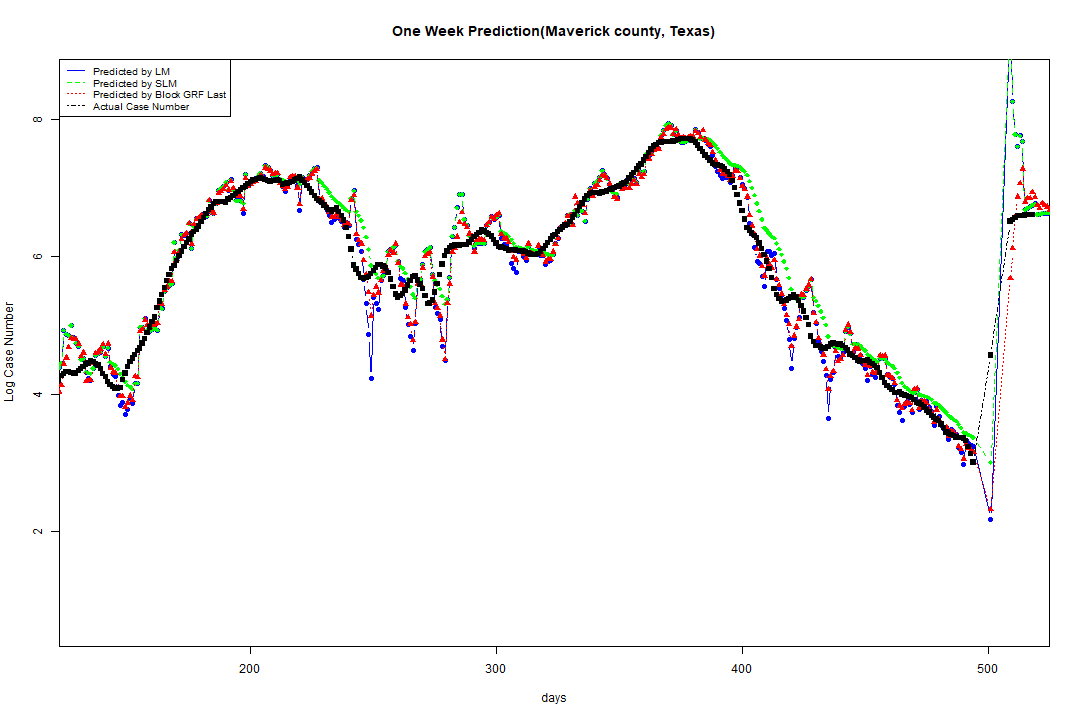 One Week Prediction(Maverick county, Texas)
Predicted by LM
Predicted by SLM
Predicted by Block GRF Last
Actual Case Number
Log Case Number
8
6
4
2
200 300 400 500
days